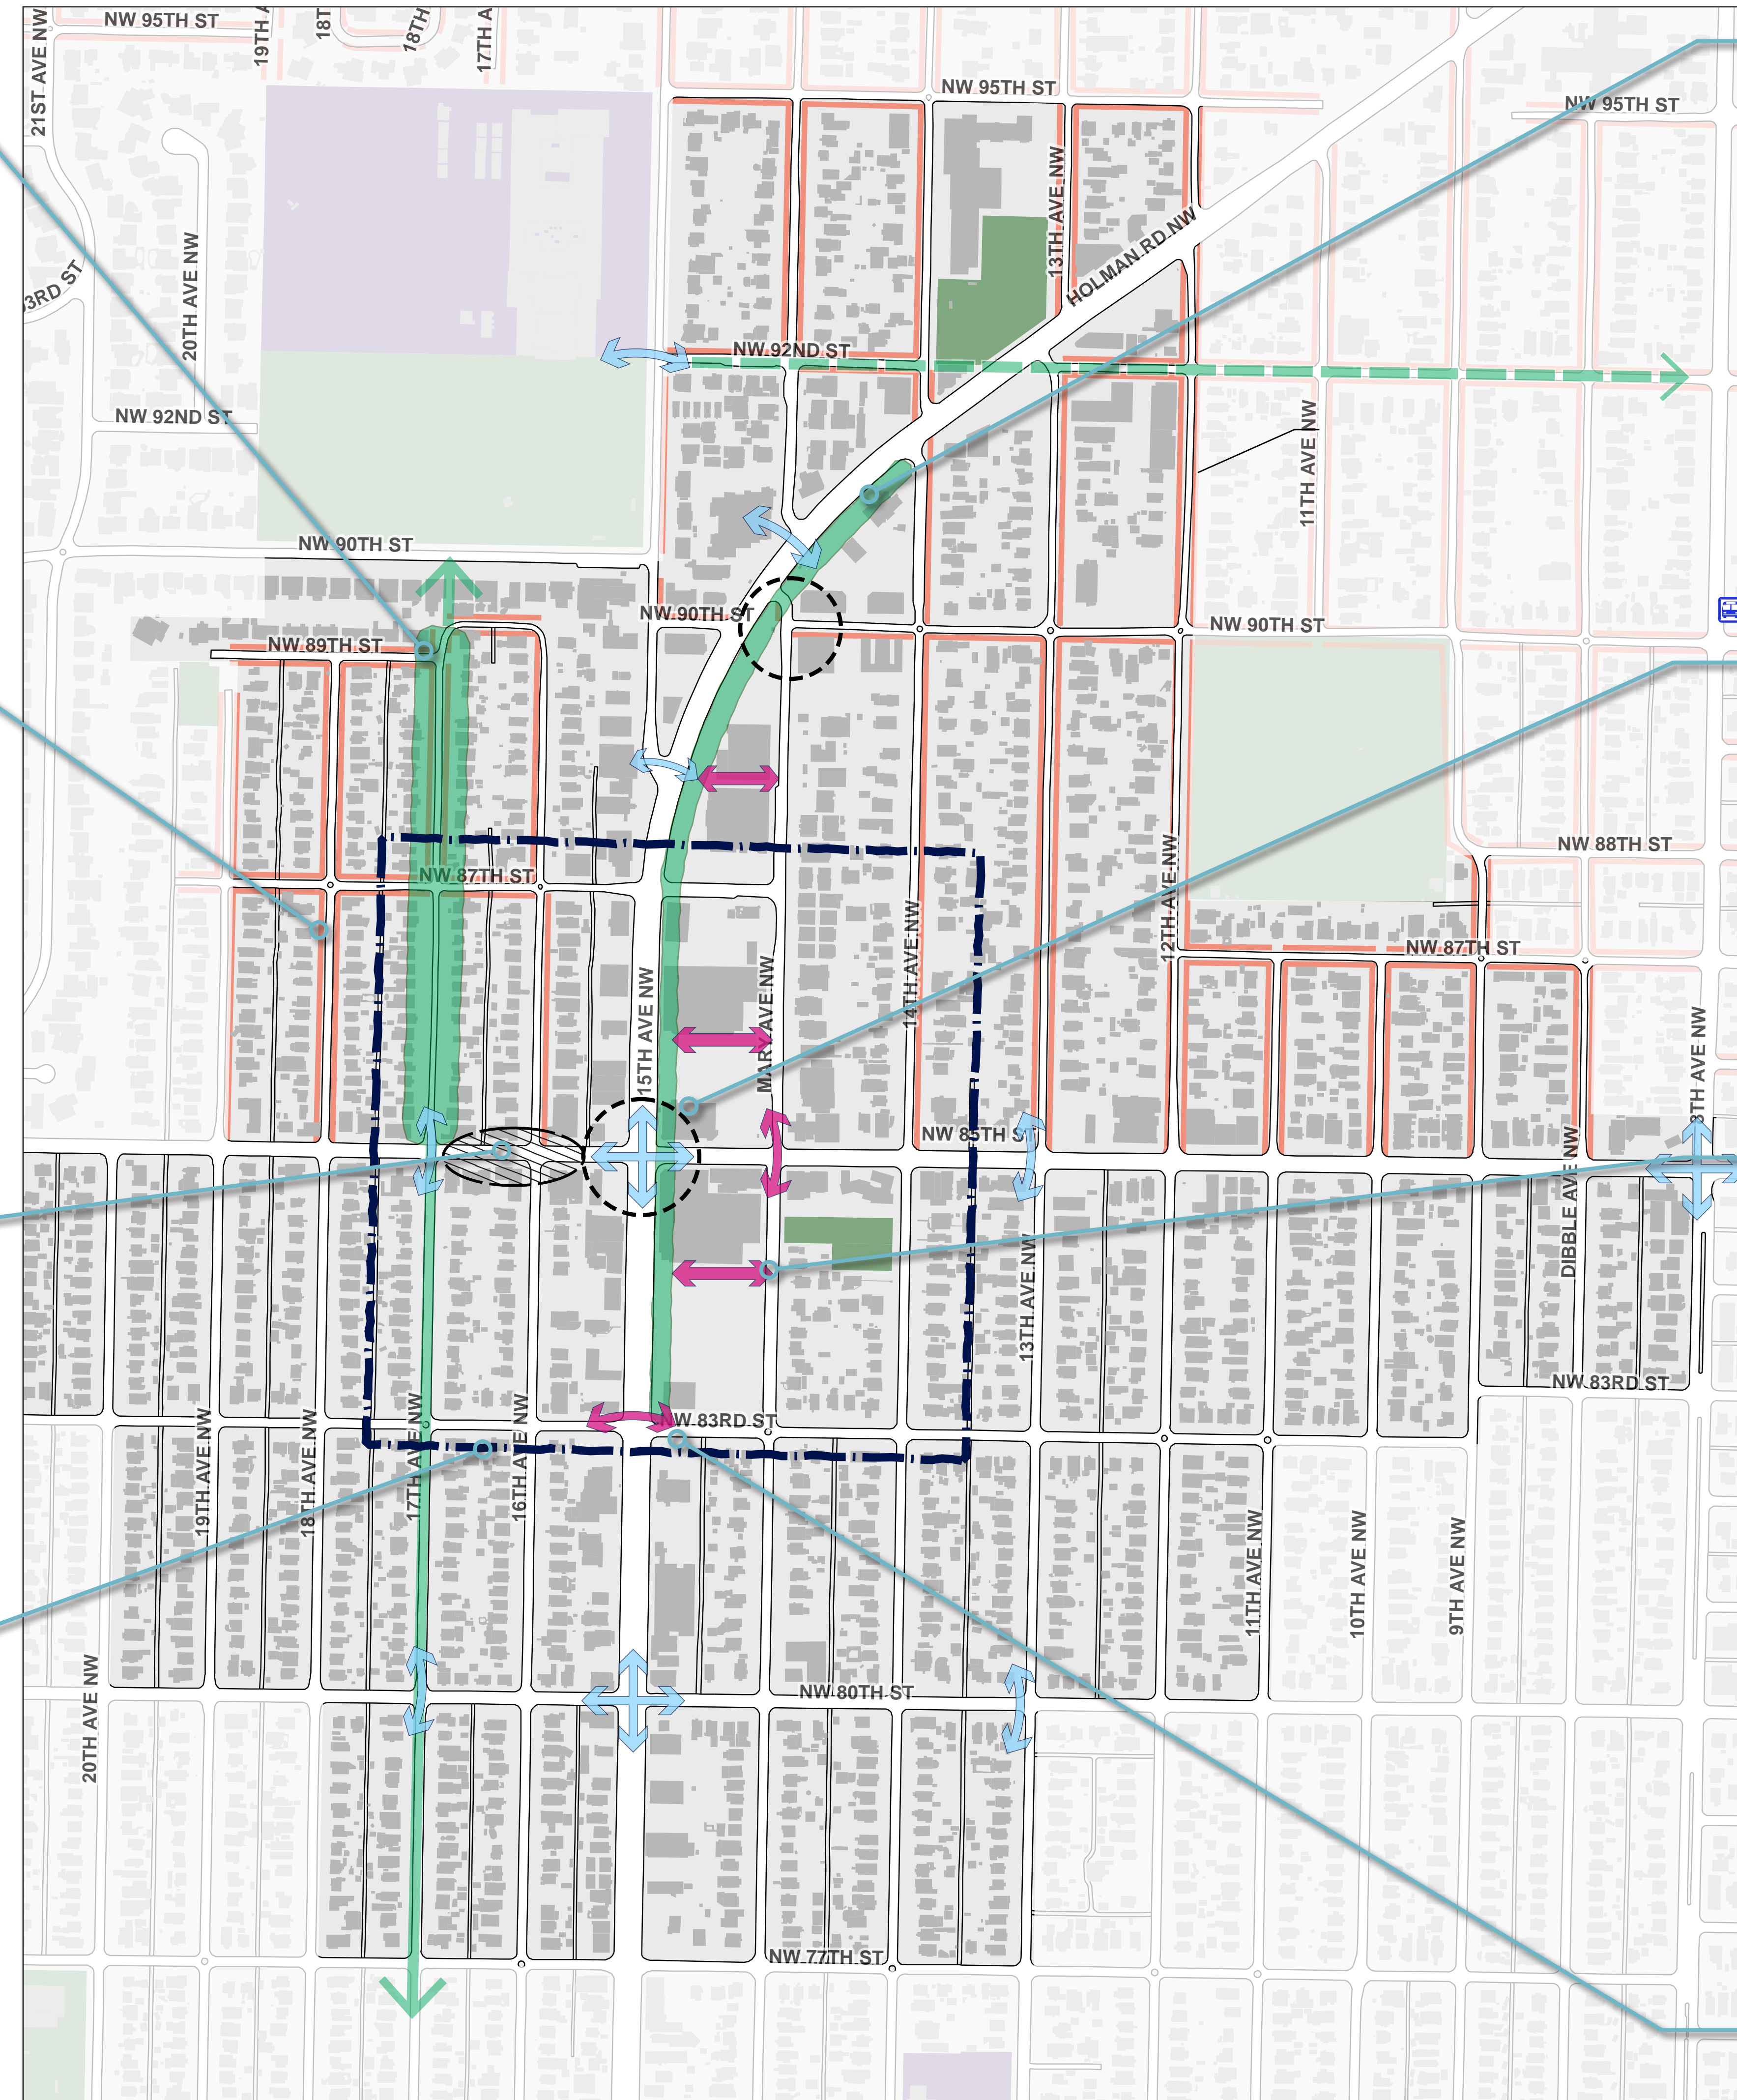 NW 95TH ST
21ST AVE NW
19TH A
18T
18TH
17TH A
NW 95TH ST
NW 95TH ST
13TH AVE NW
HOLMAN RD NW
20TH AVE NW
3RD ST
NW 92ND ST
NW 92ND ST
11TH AVE NW
NW 90TH ST
NW 90TH ST
NW 90TH ST
NW 89TH ST
NW 88TH ST
NW 87TH ST
12TH AVE NW
14TH AVE NW
NW 87TH ST
15TH AVE NW
MARY AVE NW
8TH AVE NW
NW 85TH ST
DIBBLE AVE NW
13TH AVE NW
NW 83RD ST
NW 83RD ST
19TH AVE NW
18TH AVE NW
17TH AVE NW
16TH AVE NW
11TH AVE NW
10TH AVE NW
9TH AVE NW
20TH AVE NW
NW 80TH ST
NW 77TH ST